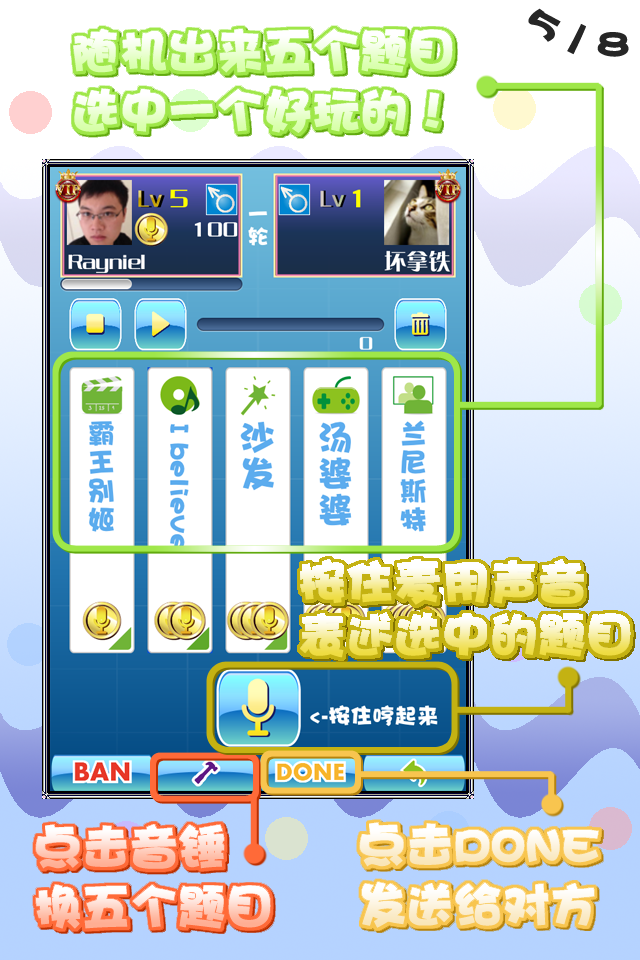 5/8
随机出来五个题目
选中一个好玩的！
VIP
Lv 5
100
Rayniel
一轮
Lv 1
VIP
坏拿铁
0
霸王别姬
I believe
沙发
汤婆婆
兰尼斯特
按住麦用声音
表述选中的题目
<-按住哼起来
BAN
DONE
点击音锤
换五个题目
点击DONE
发送给对方